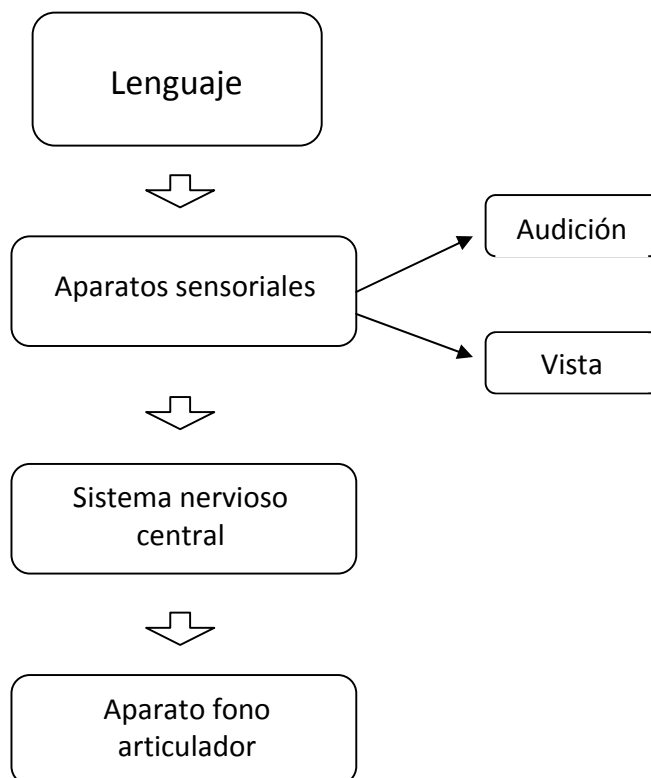 Lenguaje
Aparatos sensoriales
Audición
Vista
Sistema nervioso
central
Aparato fono
articulador